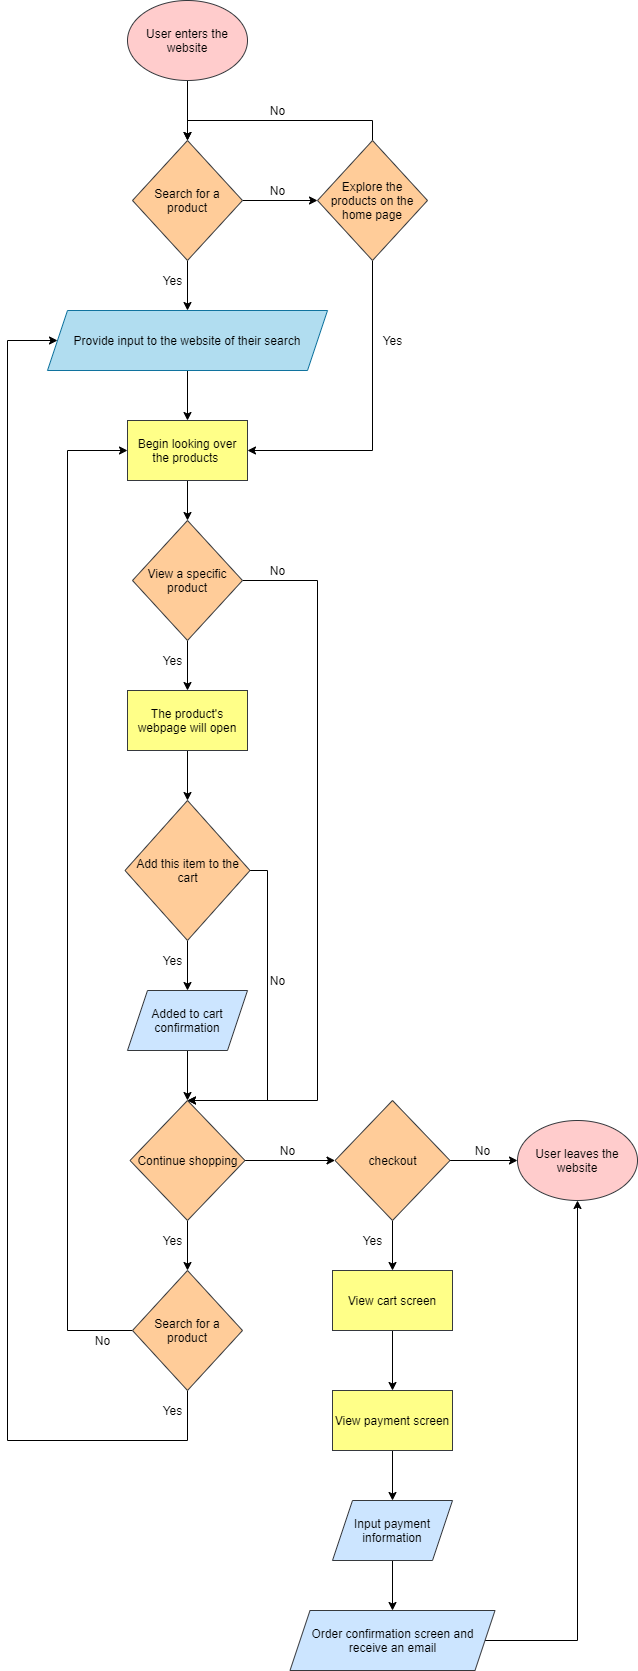 User enters the
website
No
Search for a
product
No
Explore the
products on the
home page
Yes
Provide input to the website of their search
Yes
Begin looking over
the products
View a specific
product
No
Yes
The product's
webpage will open
Add this item to the
cart
Yes
No
Added to cart
confirmation
Continue shopping
No
checkout
No
User leaves the
website
Yes
Yes
Search for a
product
No
Yes
View cart screen
View payment screen
Input payment
information
Order confirmation screen and
receive an email